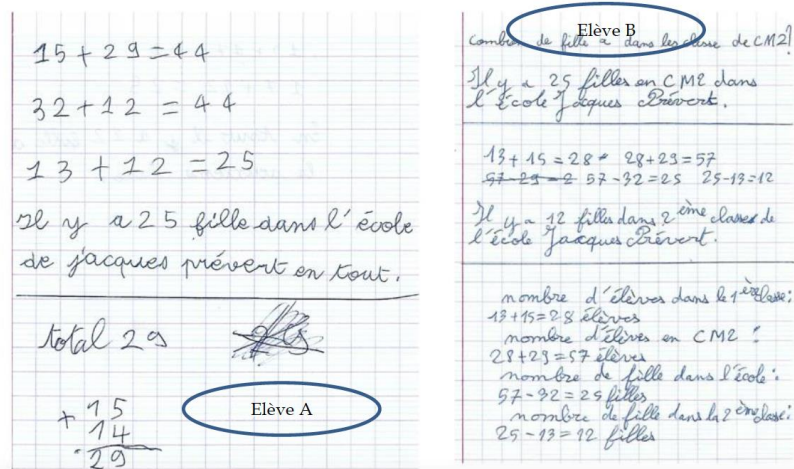 15 + 29 = 44
32 + 12 = 44
13 + 12 = 25
Il y a 25 fille dans l'école
de jacques prévert en tout.
total 29
+ 15
14
29
Elève A
Elève B
combien de fille a dans les classe de CM2?
Il y a 25 filles en CM2 dans
l'école Jacques Prévert.
13 + 15 = 28 28 + 29 = 57
57 - 29 = 2 57 - 32 = 25 25 - 13 = 12
Il y a 12 filles dans 2ème classe de
l'école Jacques Prévert.
nombre d'élèves dans le 1ère classe :
13 + 15 = 28 élèves
nombre d'élèves en CM2 :
28 + 29 = 57 élèves
nombre de fille dans l'école :
57 - 32 = 25 filles
nombre de fille dans la 2ème classe :
25 - 13 = 12 filles